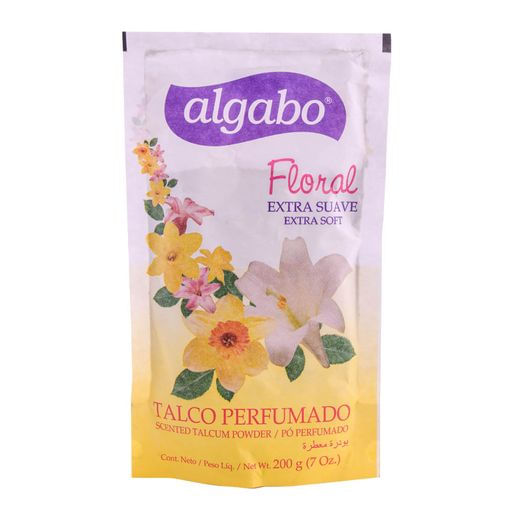 algabo®
Floral
EXTRA SUAVE
EXTRA SOFT
TALCO PERFUMADO
SCENTED TALCUM POWDER / PÓ PERFUMADO
بودرة معطرة
Cont. Neto / Peso Líq. / Net Wt. 200 g (7 Oz.)